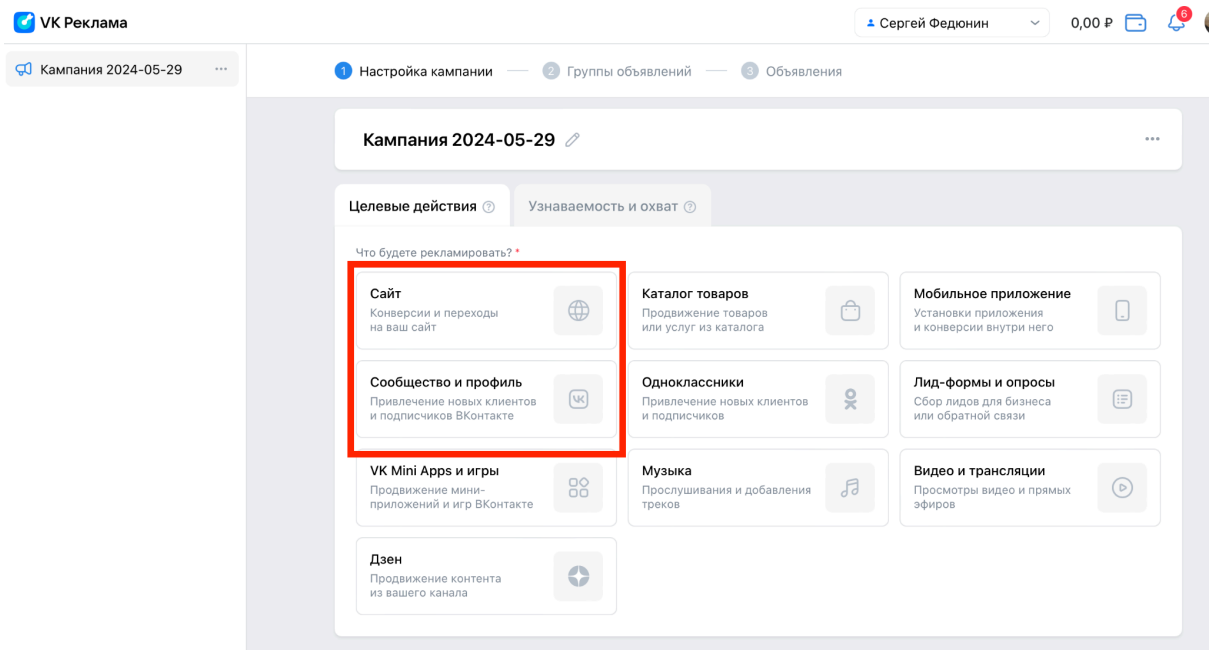 VK Реклама
Сергей Федюнин
0,00 ₽
6
Кампания 2024-05-29
1 Настройка кампании
2 Группы объявлений
3 Объявления
Кампания 2024-05-29
Целевые действия ?
Узнаваемость и охват ?
Что будете рекламировать? *
Сайт
Конверсии и переходы
на ваш сайт
Каталог товаров
Продвижение товаров
или услуг из каталога
Мобильное приложение
Установки приложения
и конверсии внутри него
Сообщество и профиль
Привлечение новых клиентов
и подписчиков ВКонтакте
Одноклассники
Привлечение новых клиентов
и подписчиков
Лид-формы и опросы
Сбор лидов для бизнеса
или обратной связи
VK Mini Apps и игры
Продвижение мини-
приложений и игр ВКонтакте
Музыка
Прослушивания и добавления
треков
Видео и трансляции
Просмотры видео и прямых
эфиров
Дзен
Продвижение контента
из вашего канала